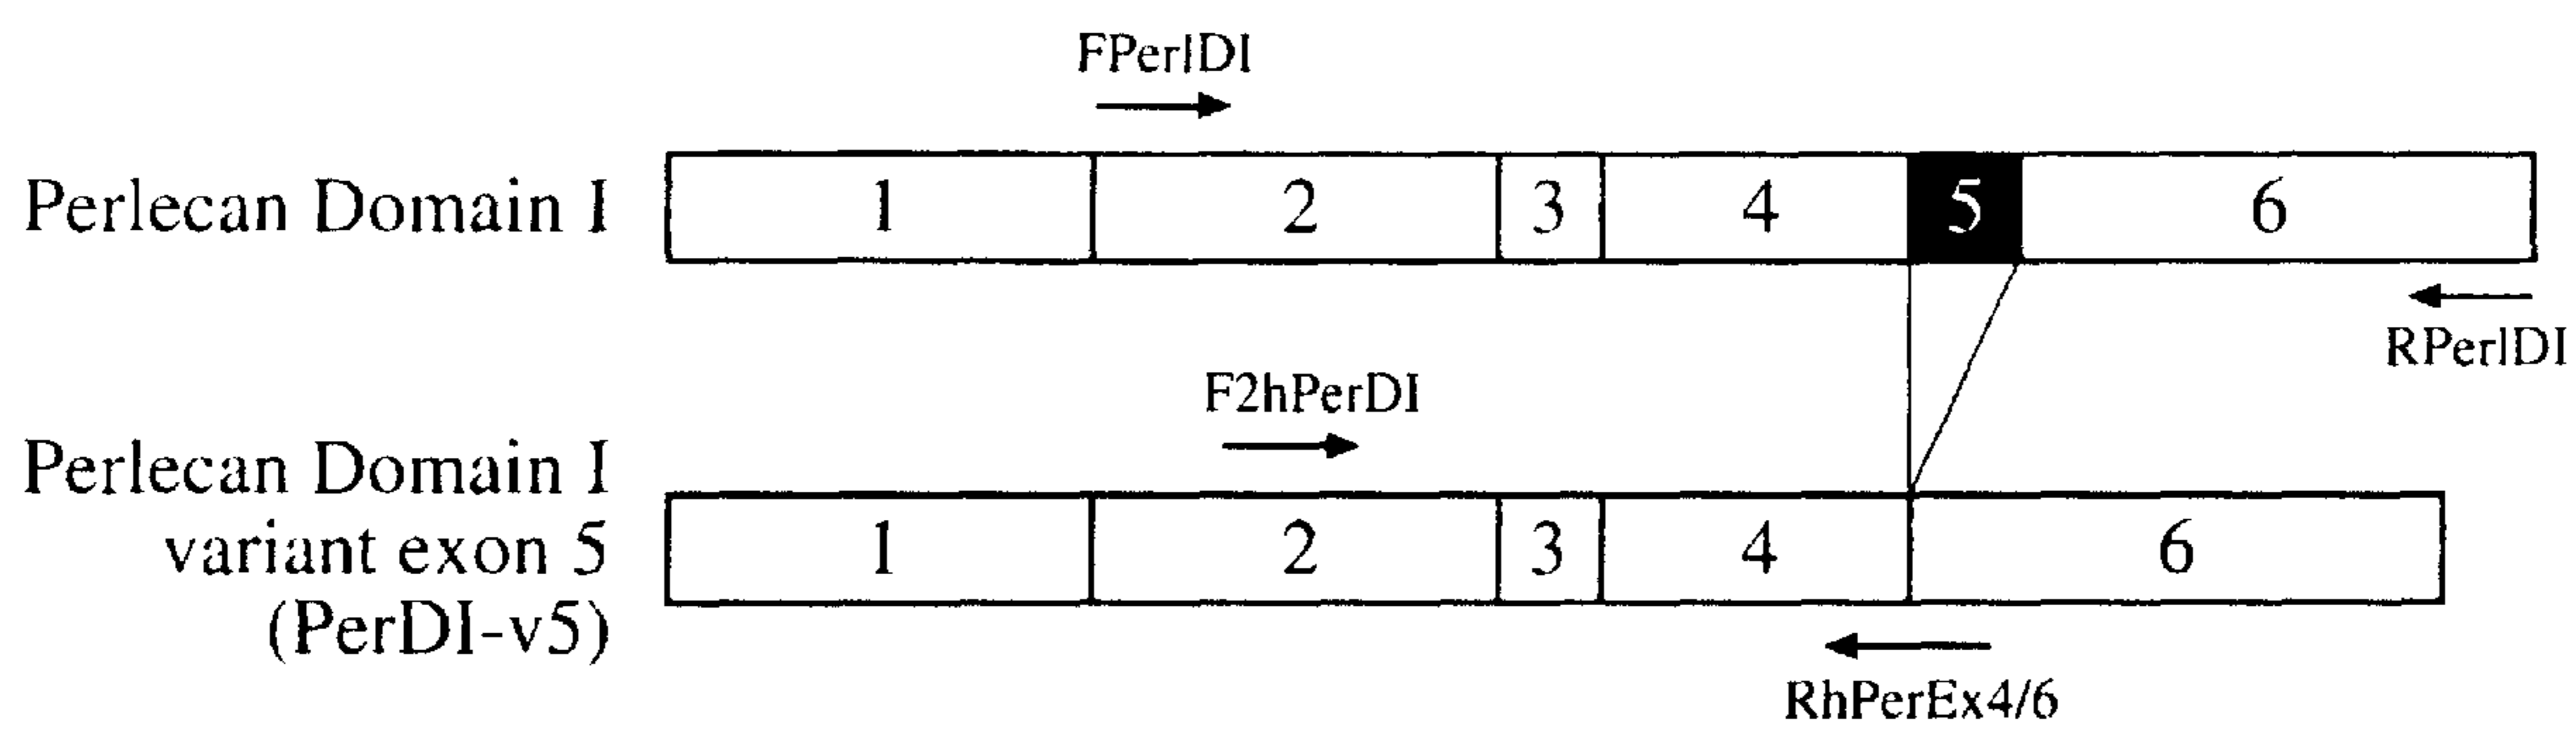 FPerlDI
Perlecan Domain I
1 2 3 4 5 6
RPerlDI
F2hPerDI
Perlecan Domain I
variant exon 5
(PerDI-v5)
1 2 3 4 6
RhPerEx4/6